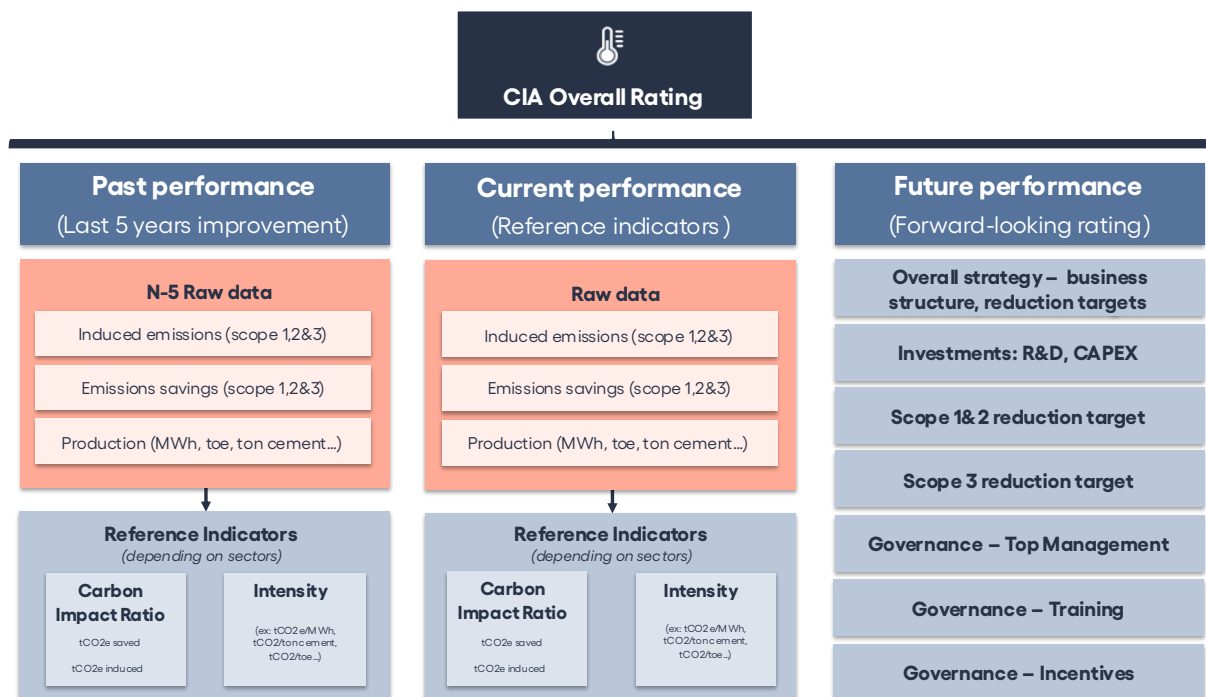 CIA Overall Rating
Past performance
(Last 5 years improvement)
N-5 Raw data
Induced emissions (scope 1,2&3)
Emissions savings (scope 1,2&3)
Production (MWh, toe, ton cement...)
Reference Indicators
(depending on sectors)
Carbon
Impact Ratio
tCO2e saved
tCO2e induced
Intensity
(ex: tCO2e/MWh,
tCO2/ton cement,
tCO2/toe...)
Current performance
(Reference indicators)
Raw data
Induced emissions (scope 1,2&3)
Emissions savings (scope 1,2&3)
Production (MWh, toe, ton cement...)
Reference Indicators
(depending on sectors)
Carbon
Impact Ratio
tCO2e saved
tCO2e induced
Intensity
(ex: tCO2e/MWh,
tCO2/ton cement,
tCO2/toe...)
Future performance
(Forward-looking rating)
Overall strategy – business
structure, reduction targets
Investments: R&D, CAPEX
Scope 1&2 reduction target
Scope 3 reduction target
Governance – Top Management
Governance – Training
Governance – Incentives